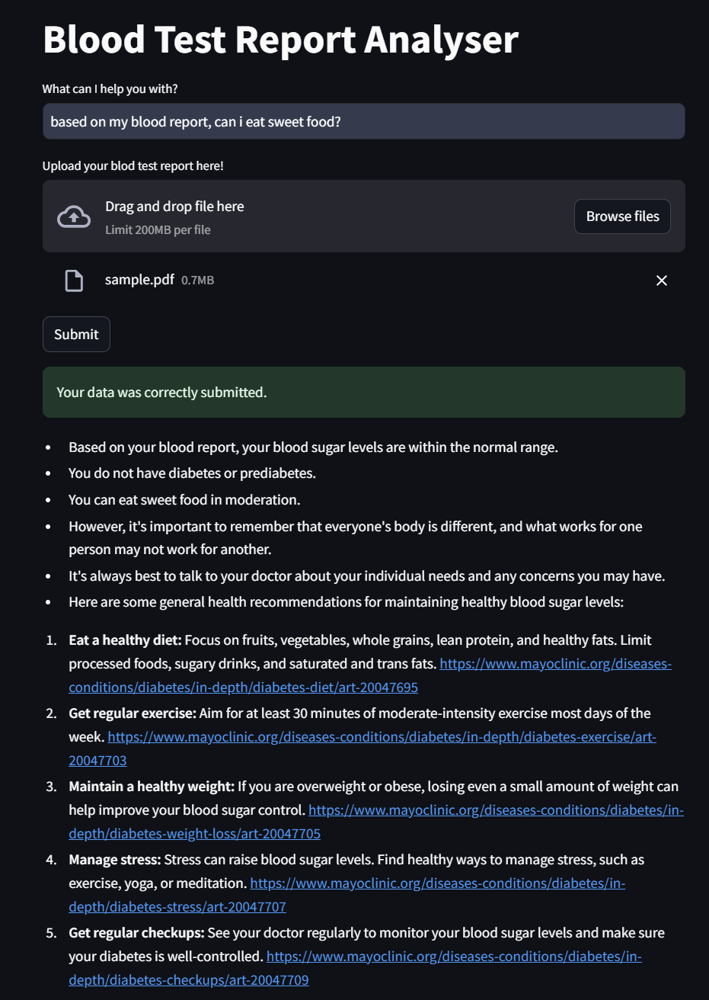 Blood Test Report Analyser
What can I help you with?
based on my blood report, can i eat sweet food?
Upload your blod test report here!
Drag and drop file here
Limit 200MB per file
Browse files
sample.pdf 0.7MB
Submit
Your data was correctly submitted.
• Based on your blood report, your blood sugar levels are within the normal range.
• You do not have diabetes or prediabetes.
• You can eat sweet food in moderation.
• However, it's important to remember that everyone's body is different, and what works for one
person may not work for another.
• It's always best to talk to your doctor about your individual needs and any concerns you may have.
• Here are some general health recommendations for maintaining healthy blood sugar levels:
1. Eat a healthy diet: Focus on fruits, vegetables, whole grains, lean protein, and healthy fats. Limit
processed foods, sugary drinks, and saturated and trans fats. https://www.mayoclinic.org/diseases-
conditions/diabetes/in-depth/diabetes-diet/art-20047695
2. Get regular exercise: Aim for at least 30 minutes of moderate-intensity exercise most days of the
week. https://www.mayoclinic.org/diseases-conditions/diabetes/in-depth/diabetes-exercise/art-
20047703
3. Maintain a healthy weight: If you are overweight or obese, losing even a small amount of weight can
help improve your blood sugar control. https://www.mayoclinic.org/diseases-conditions/diabetes/in-
depth/diabetes-weight-loss/art-20047705
4. Manage stress: Stress can raise blood sugar levels. Find healthy ways to manage stress, such as
exercise, yoga, or meditation. https://www.mayoclinic.org/diseases-conditions/diabetes/in-
depth/diabetes-stress/art-20047707
5. Get regular checkups: See your doctor regularly to monitor your blood sugar levels and make sure
your diabetes is well-controlled. https://www.mayoclinic.org/diseases-conditions/diabetes/in-
depth/diabetes-checkups/art-20047709